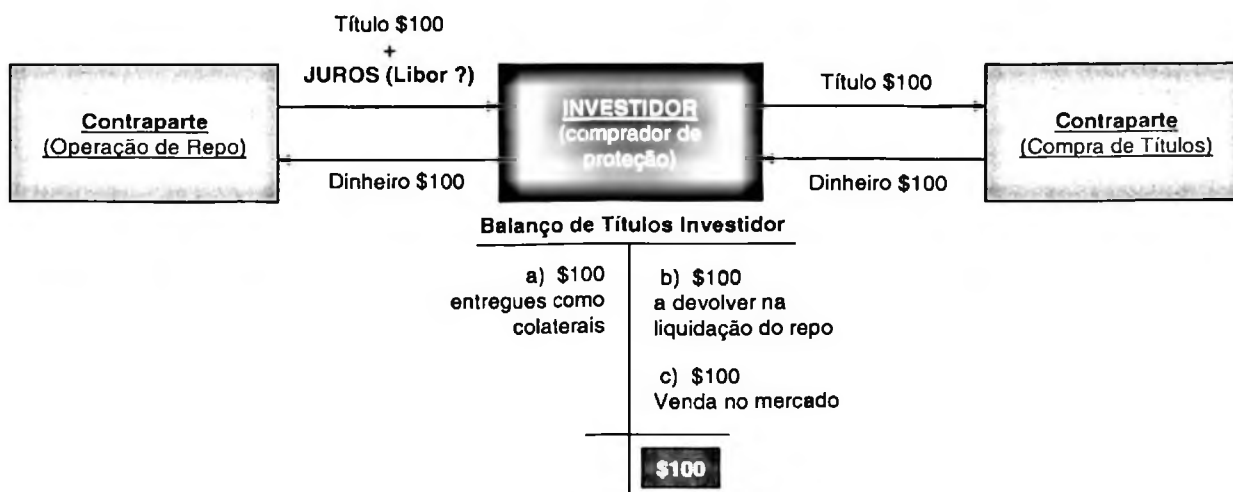 Título $100
+
JUROS (Libor ?)
Contraparte
(Operação de Repo)
Dinheiro $100
INVESTIDOR
(comprador de
proteção)
Título $100
Dinheiro $100
Contraparte
(Compra de Títulos)
Balanço de Títulos Investidor
a) $100
entregues como
colaterais
b) $100
a devolver na
liquidação do repo
c) $100
Venda no mercado
$100